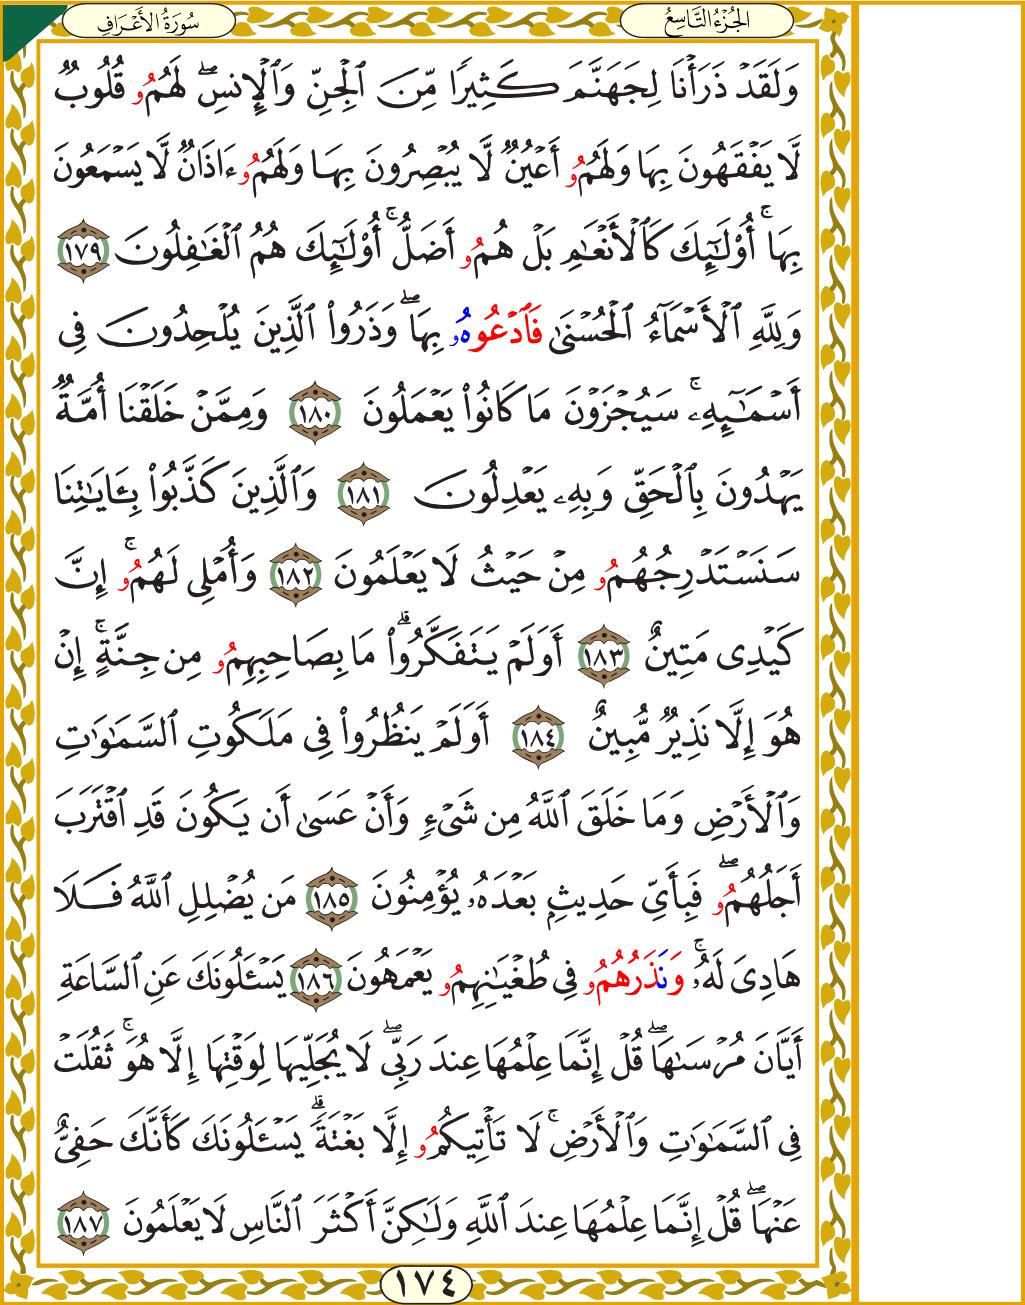 سُورَةُ الأَعْرَافِ
الجُزْءُ التَّاسِعُ
وَلَقَدْ ذَرَأْنَا لِجَهَنَّمَ كَثِيرًا مِّنَ ٱلْجِنِّ وَٱلْإِنسِۖ لَهُمُۥ قُلُوبٌ
لَّا يَفْقَهُونَ بِهَا وَلَهُمُۥ أَعْيُنٌ لَّا يُبْصِرُونَ بِهَا وَلَهُمُۥ ءَاذَانٌ لَّا يَسْمَعُونَ
بِهَاۚ أُو۟لَٰٓئِكَ كَٱلْأَنْعَٰمِ بَلْ هُمُۥ أَضَلُّۚ أُو۟لَٰٓئِكَ هُمُ ٱلْغَٰفِلُونَ ١٧٩
وَلِلَّهِ ٱلْأَسْمَآءُ ٱلْحُسْنَىٰ فَٱدْعُوهُۥ بِهَاۖ وَذَرُوا۟ ٱلَّذِينَ يُلْحِدُونَ فِى
أَسْمَٰٓئِهِۦۚ سَيُجْزَوْنَ مَا كَانُوا۟ يَعْمَلُونَ ١٨٠ وَمِمَّنْ خَلَقْنَا أُمَّةٌ
يَهْدُونَ بِٱلْحَقِّ وَبِهِۦ يَعْدِلُونَ ١٨١ وَٱلَّذِينَ كَذَّبُوا۟ بِـَٔايَٰتِنَا
سَنَسْتَدْرِجُهُمُۥ مِنْ حَيْثُ لَا يَعْلَمُونَ ١٨٢ وَأُمْلِى لَهُمُۥۚ إِنَّ
كَيْدِى مَتِينٌ ١٨٣ أَوَلَمْ يَتَفَكَّرُوا۟ۗ مَا بِصَاحِبِهِمُۥ مِن جِنَّةٍۚ إِنْ
هُوَ إِلَّا نَذِيرٌ مُّبِينٌ ١٨٤ أَوَلَمْ يَنظُرُوا۟ فِى مَلَكُوتِ ٱلسَّمَٰوَٰتِ
وَٱلْأَرْضِ وَمَا خَلَقَ ٱللَّهُ مِن شَىْءٍ وَأَنْ عَسَىٰ أَن يَكُونَ قَدِ ٱقْتَرَبَ
أَجَلُهُمُۥۖ فَبِأَىِّ حَدِيثٍۭ بَعْدَهُۥ يُؤْمِنُونَ ١٨٥ مَن يُضْلِلِ ٱللَّهُ فَلَا
هَادِىَ لَهُۥۚ وَنَذَرُهُمُۥ فِى طُغْيَٰنِهِمُۥ يَعْمَهُونَ ١٨٦ يَسْـَٔلُونَكَ عَنِ ٱلسَّاعَةِ
أَيَّانَ مُرْسَىٰهَاۖ قُلْ إِنَّمَا عِلْمُهَا عِندَ رَبِّىۖ لَا يُجَلِّيهَا لِوَقْتِهَا إِلَّا هُوَۚ ثَقُلَتْ
فِى ٱلسَّمَٰوَٰتِ وَٱلْأَرْضِۚ لَا تَأْتِيكُمُۥ إِلَّا بَغْتَةًۗ يَسْـَٔلُونَكَ كَأَنَّكَ حَفِىٌّ
عَنْهَاۖ قُلْ إِنَّمَا عِلْمُهَا عِندَ ٱللَّهِ وَلَٰكِنَّ أَكْثَرَ ٱلنَّاسِ لَا يَعْلَمُونَ ١٨٧
١٧٤